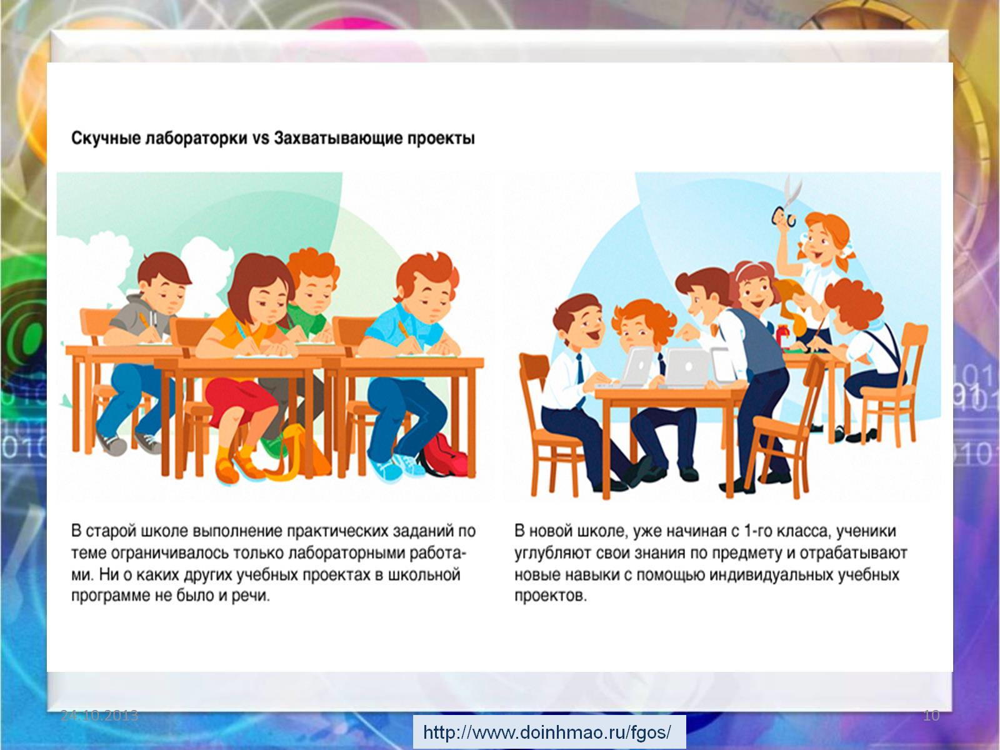 Скучные лабораторки vs Захватывающие проекты
В старой школе выполнение практических заданий по
теме ограничивалось только лабораторными работа-
ми. Ни о каких других учебных проектах в школьной
программе не было и речи.
В новой школе, уже начиная с 1-го класса, ученики
углубляют свои знания по предмету и отрабатывают
новые навыки с помощью индивидуальных учебных
проектов.
24.10.2013
http://www.doinhmao.ru/fgos/
10